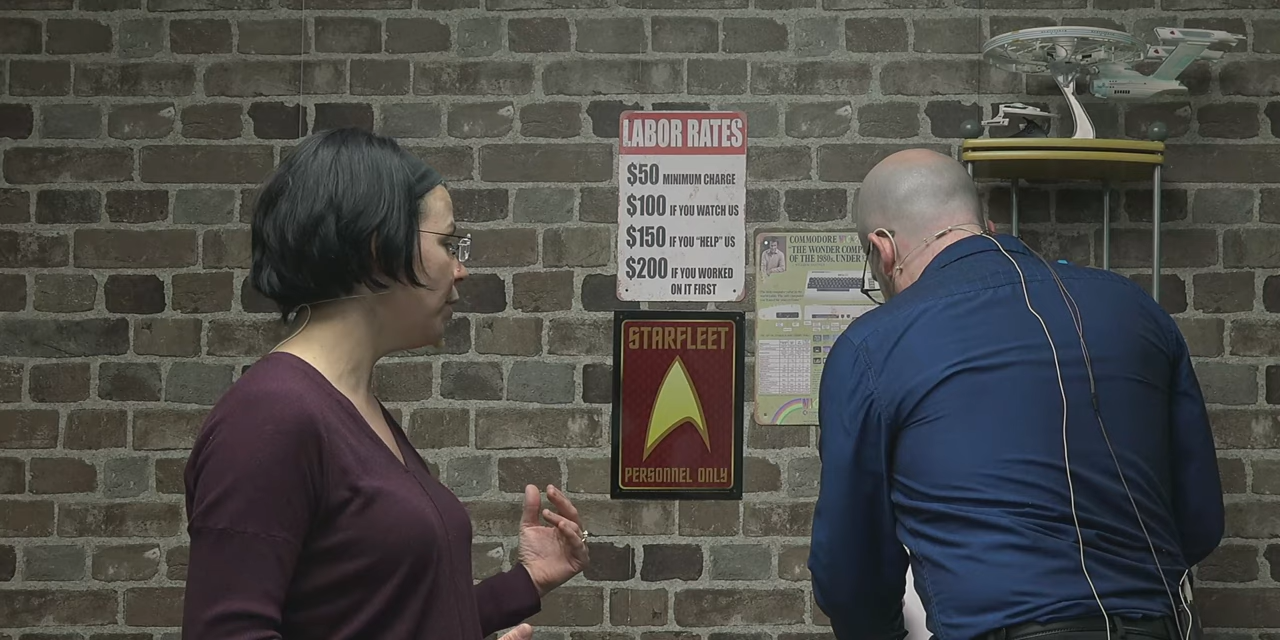 LABOR RATES
$50 MINIMUM CHARGE
$100 IF YOU WATCH US
$150 IF YOU "HELP" US
$200 IF YOU WORKED
ON IT FIRST
STARFLEET
PERSONNEL ONLY
COMMODORE
"THE WONDER COMP
OF THE 1980s. UNDER